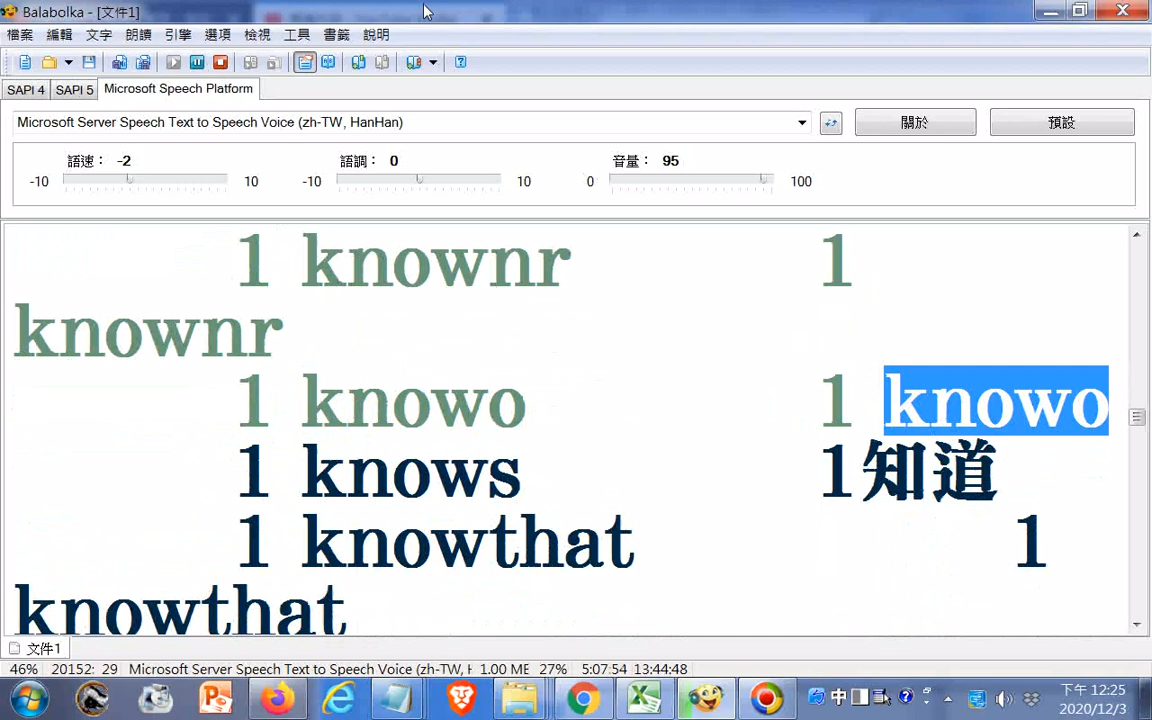 Balabolka - [文件1]
檔案 編輯 文字 朗讀 引擎 選項 檢視 工具 書籤 說明
SAPI 4 SAPI 5 Microsoft Speech Platform
Microsoft Server Speech Text to Speech Voice (zh-TW, HanHan) 關於 預設
語速： -2 語調： 0 音量： 95
-10 10 -10 10 0 100
1 knownr 1
knownr
1 knowo 1 knowo
1 knows 1知道
1 knowthat 1
knowthat
文件1
46% 20152: 29 Microsoft Server Speech Text to Speech Voice (zh-TW, H 1.00 ME 27% 5:07:54 13:44:48
中 下午 12:25
2020/12/3